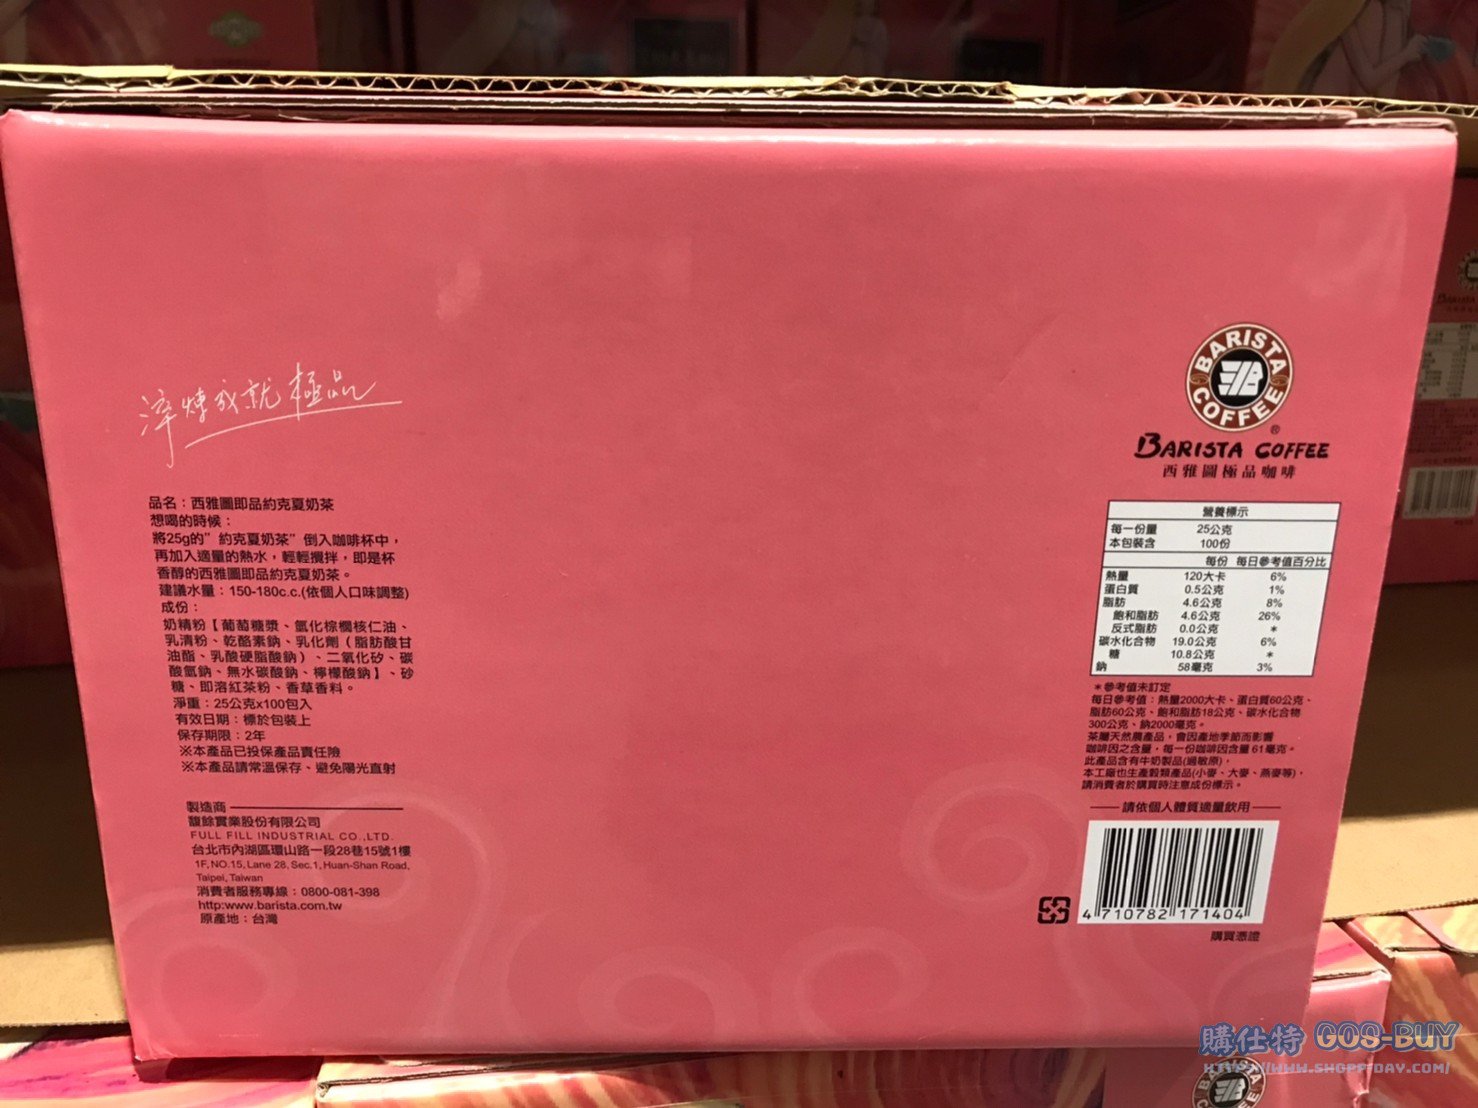 淬煉成就極品
品名：西雅圖即品約克夏奶茶
想喝的時候：
將25g的”約克夏奶茶”倒入咖啡杯中，
再加入適量的熱水，輕輕攪拌，即是杯
香醇的西雅圖即品約克夏奶茶。
建議水量：150-180c.c.(依個人口味調整)
成份：
奶精粉【葡萄糖漿、氫化棕櫚核仁油、
乳清粉、乾酪素鈉、乳化劑（脂肪酸甘
油酯、乳酸硬脂酸鈉）、二氧化矽、碳
酸氫鈉、無水碳酸鈉、檸檬酸鈉】、砂
糖、即溶紅茶粉、香草香料。
淨重：25公克x100包入
有效日期：標於包裝上
保存期限：2年
※本產品已投保產品責任險
※本產品請常溫保存、避免陽光直射
製造商
馥餘實業股份有限公司
FULL FILL INDUSTRIAL CO.,LTD.
台北市內湖區環山路一段28巷15號1樓
1F,NO.15, Lane 28, Sec.1, Huan-Shan Road,
Taipei, Taiwan
消費者服務專線：0800-081-398
http:www.barista.com.tw
原產地：台灣
BARISTA COFFEE
®
BARISTA COFFEE
西雅圖極品咖啡
營養標示
每一份量 25公克
本包裝含 100份
每份 每日參考值百分比
熱量 120大卡 6%
蛋白質 0.5公克 1%
脂肪 4.6公克 8%
飽和脂肪 4.6公克 26%
反式脂肪 0.0公克 *
碳水化合物 19.0公克 6%
糖 10.8公克 *
鈉 58毫克 3%
＊參考值未訂定
每日參考值：熱量2000大卡、蛋白質60公克、
脂肪60公克、飽和脂肪18公克、碳水化合物
300公克、鈉2000毫克。
茶屬天然農產品，會因產地季節而影響
咖啡因之含量，每一份咖啡因含量 61毫克。
此產品含有牛奶製品(過敏原)，
本工廠也生產穀類產品(小麥、大麥、燕麥等)，
請消費者於購買時注意成份標示。
請依個人體質適量飲用
4 710782 171404
購買憑證
購仕特 GOS-BUY
HTTPS://WWW.SHOPPTDAY.COM/